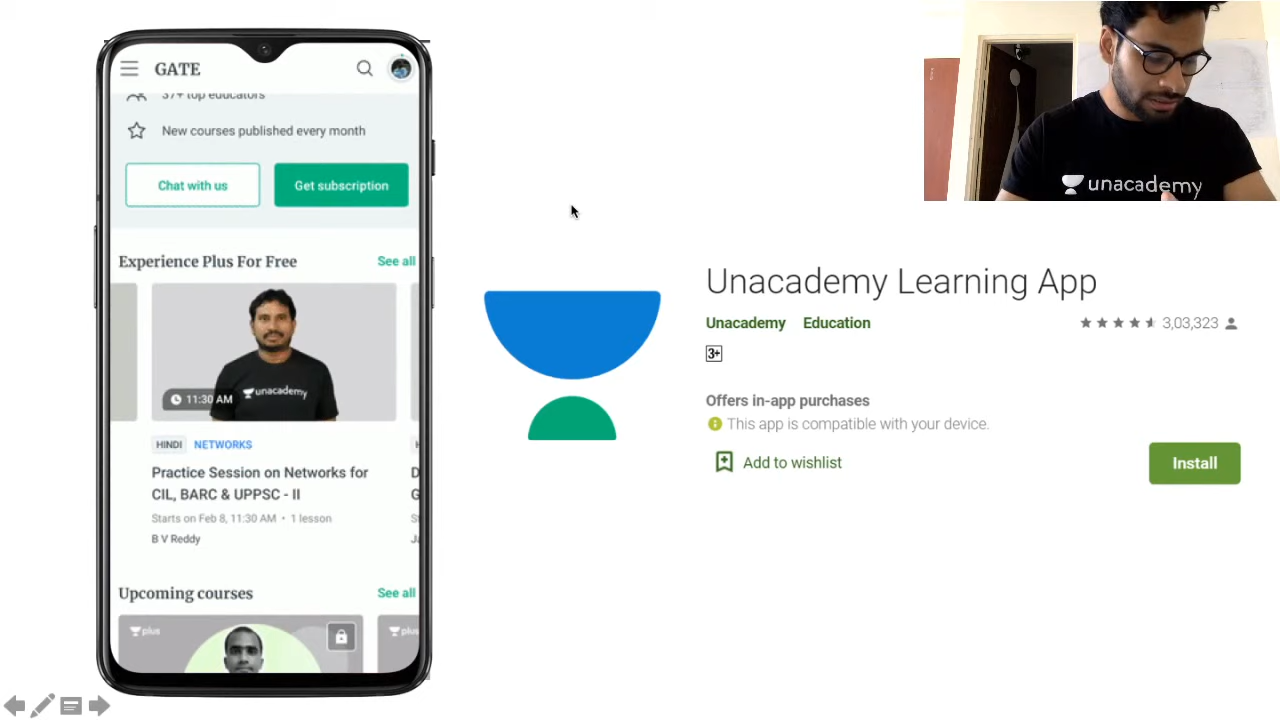 GATE
37+ top educators
New courses published every month
Chat with us
Get subscription
Experience Plus For Free
See all
unacademy
11:30 AM
HINDI
NETWORKS
Practice Session on Networks for
CIL, BARC & UPPSC - II
Starts on Feb 8, 11:30 AM • 1 lesson
B V Reddy
Upcoming courses
See all
plus
plus
unacademy
Unacademy Learning App
Unacademy
Education
3,03,323
3+
Offers in-app purchases
This app is compatible with your device.
Add to wishlist
Install